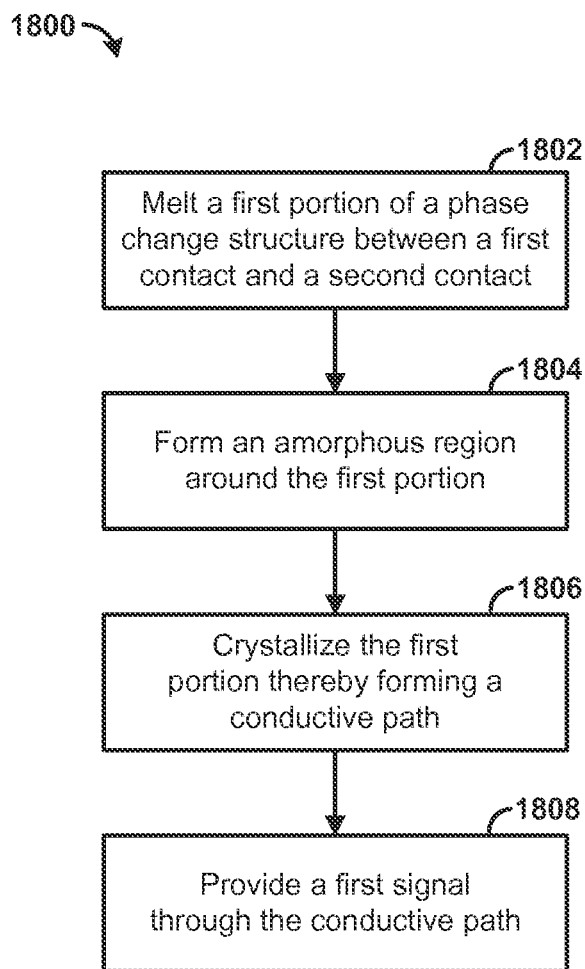 1800
1802
Melt a first portion of a phase
change structure between a first
contact and a second contact
1804
Form an amorphous region
around the first portion
1806
Crystallize the first
portion thereby forming a
conductive path
1808
Provide a first signal
through the conductive path